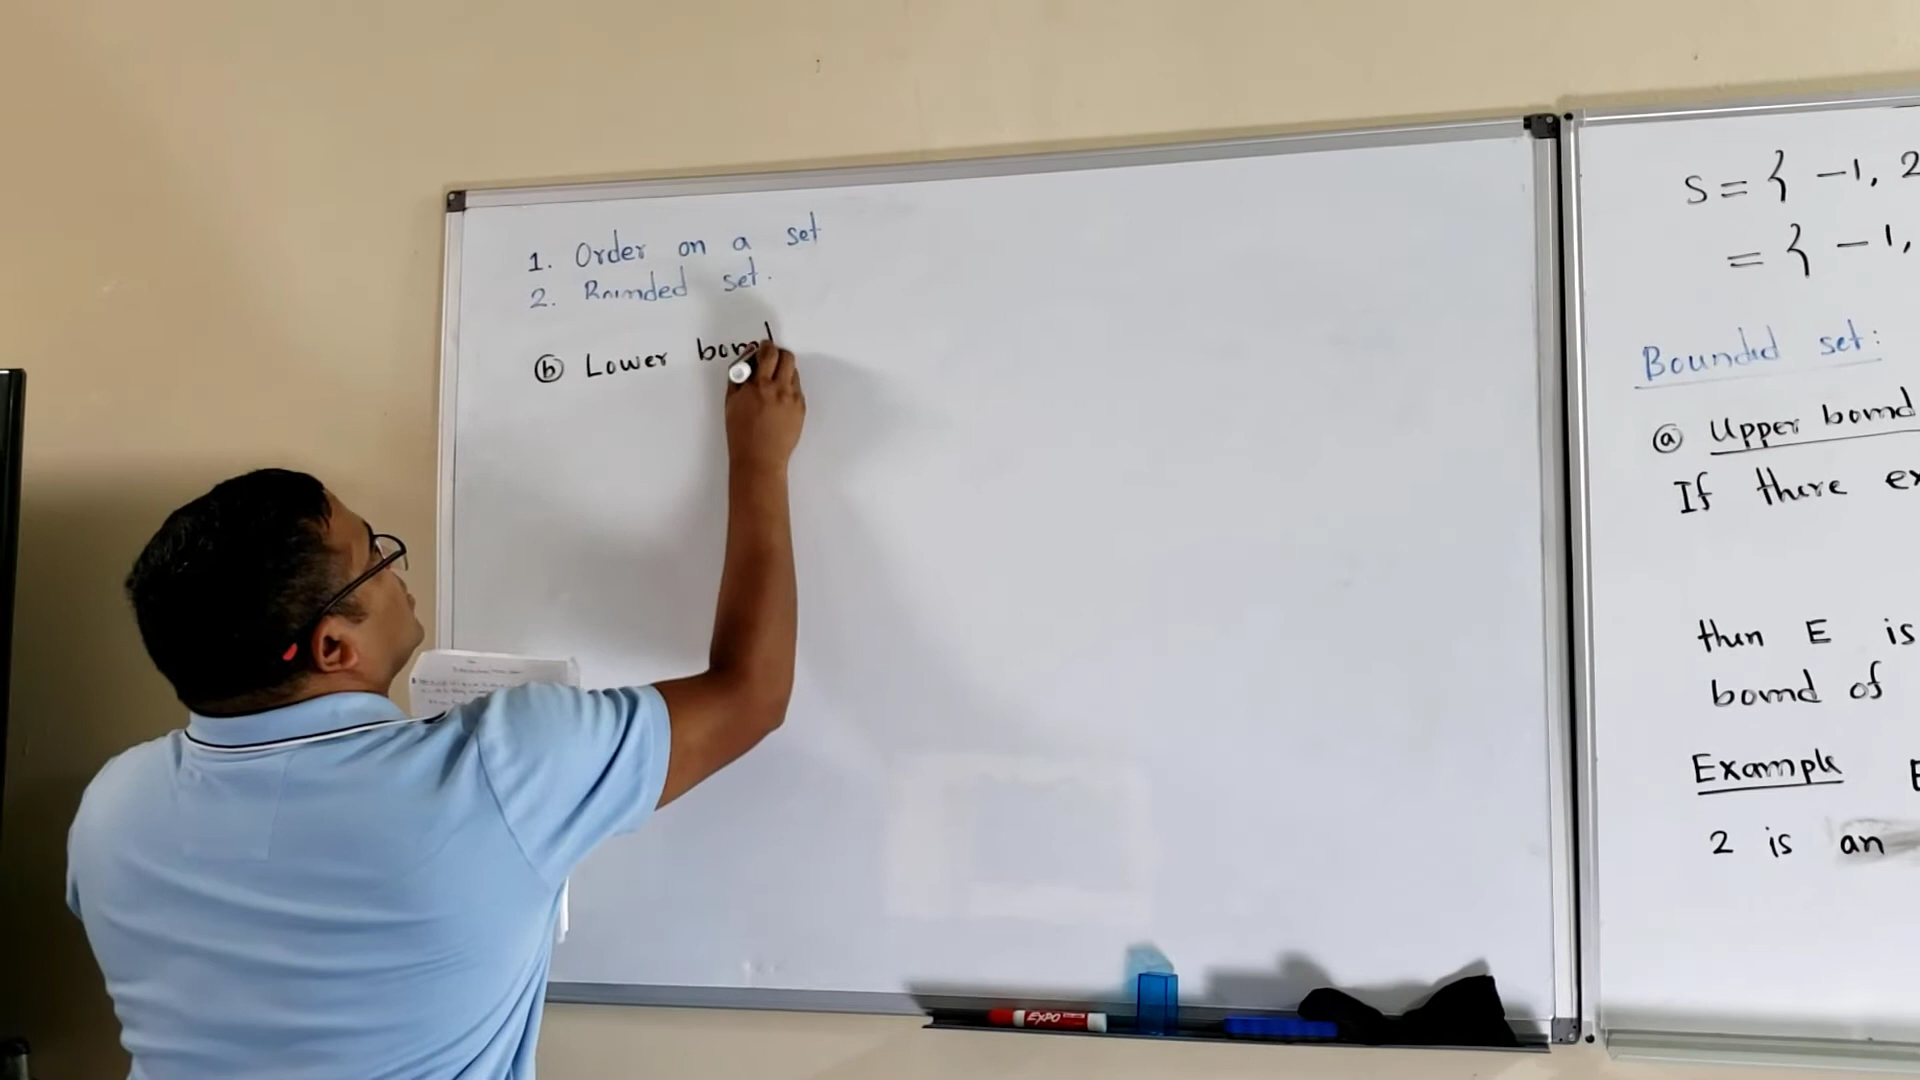 1. Order on a set
2. Bounded set.
ⓑ Lower bound
S = { -1, 2
= { -1,
Bounded set:
ⓐ Upper bound
If there ex
then E is
bound of
Example E
2 is an
EXPO